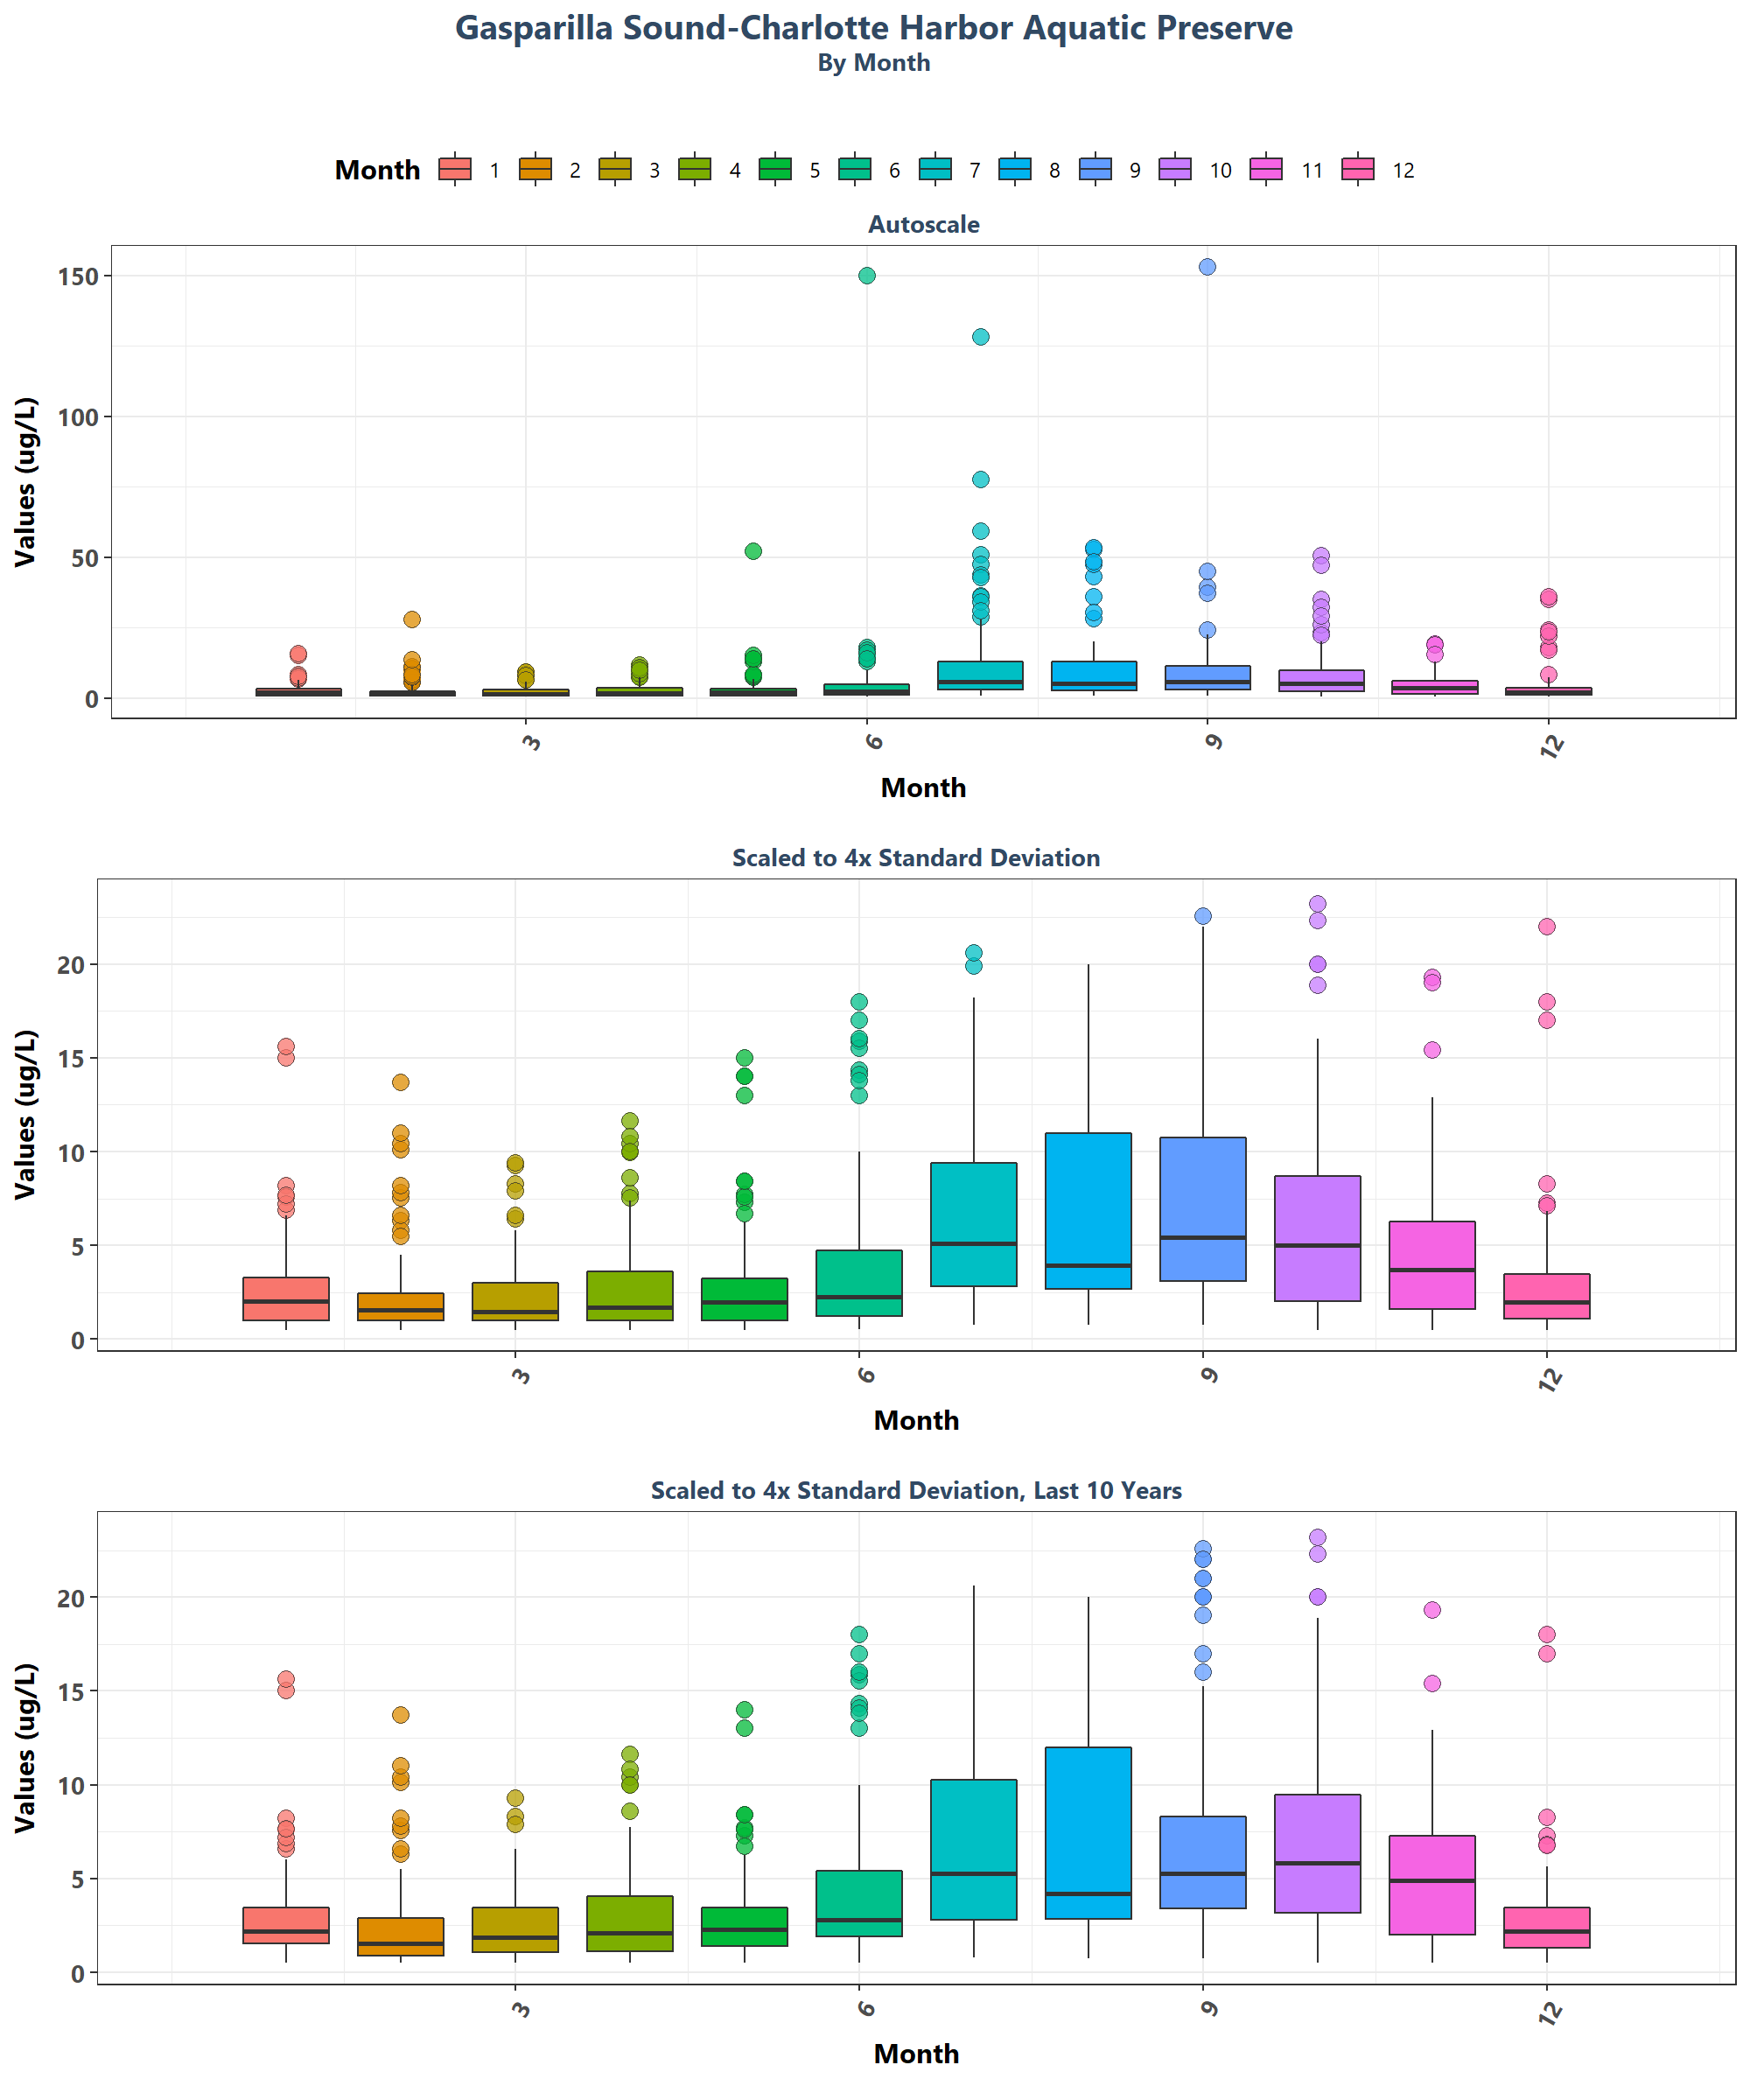 Gasparilla Sound-Charlotte Harbor Aquatic Preserve
By Month
Month 1 2 3 4 5 6 7 8 9 10 11 12
Autoscale
Values (ug/L)
150
100
50
0
3 6 9 12
Month
Scaled to 4x Standard Deviation
Values (ug/L)
20
15
10
5
0
3 6 9 12
Month
Scaled to 4x Standard Deviation, Last 10 Years
Values (ug/L)
20
15
10
5
0
3 6 9 12
Month